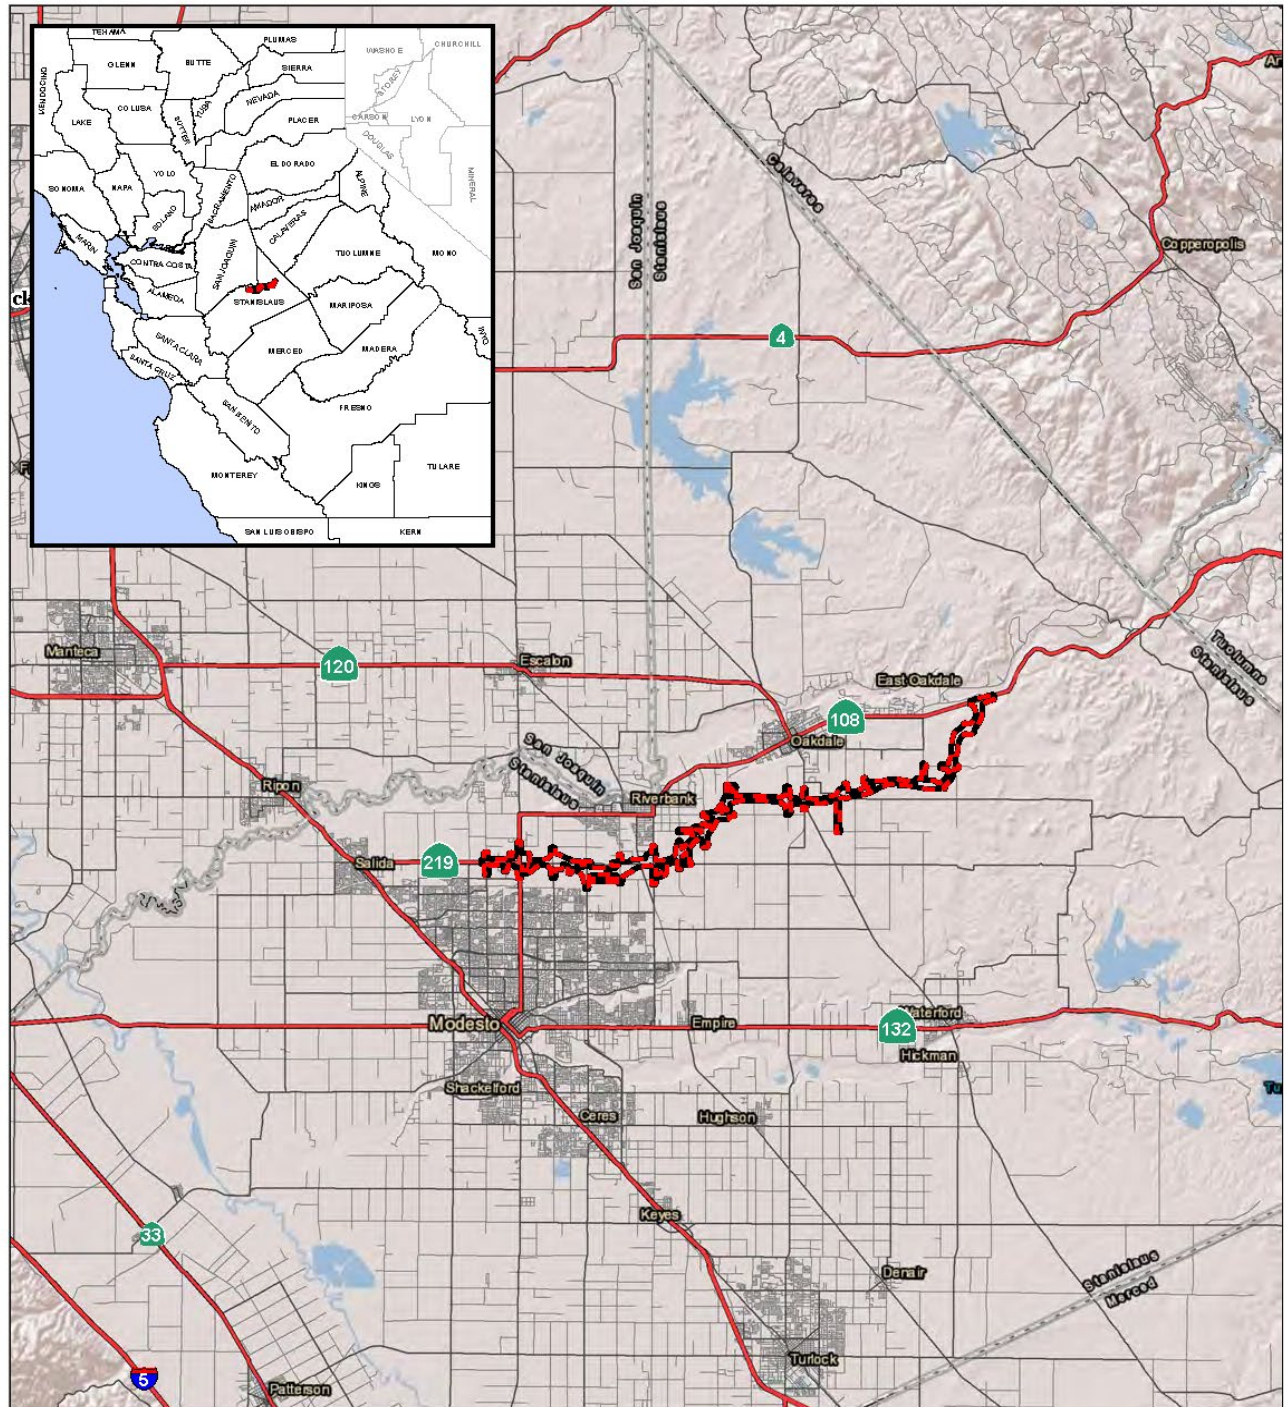 TEHAMA
PLUMAS
GLENN
BUTTE
SIERRA
WASHOE
CHURCHILL
MENDOCINO
COLUSA
YUBA
NEVADA
STOREY
LAKE
SUTTER
PLACER
CARSON
LYON
DOUGLAS
SONOMA
NAPA
YOLO
EL DORADO
MINERAL
SACRAMENTO
ALPINE
AMADOR
SOLANO
CALAVERAS
MARIN
CONTRA COSTA
SAN JOAQUIN
TUOLUMNE
MONO
ALAMEDA
STANISLAUS
MARIPOSA
INYO
SANTA CLARA
SANTA CRUZ
MERCED
MADERA
SAN BENITO
FRESNO
MONTEREY
TULARE
KINGS
SAN LUIS OBISPO
KERN
ck
Ar
Calaveras
San Joaquin
Stanislaus
Copperopolis
4
Manteca
120
Escalon
Tuolumne
Stanislaus
East Oakdale
108
Oakdale
San Joaquin
Stanislaus
Ripon
Riverbank
Salida
219
Modesto
Empire
132
Waterford
Hickman
Shackelford
Ceres
Hughson
Tu
Keyes
33
Denair
Stanislaus
Merced
Turlock
5
Patterson